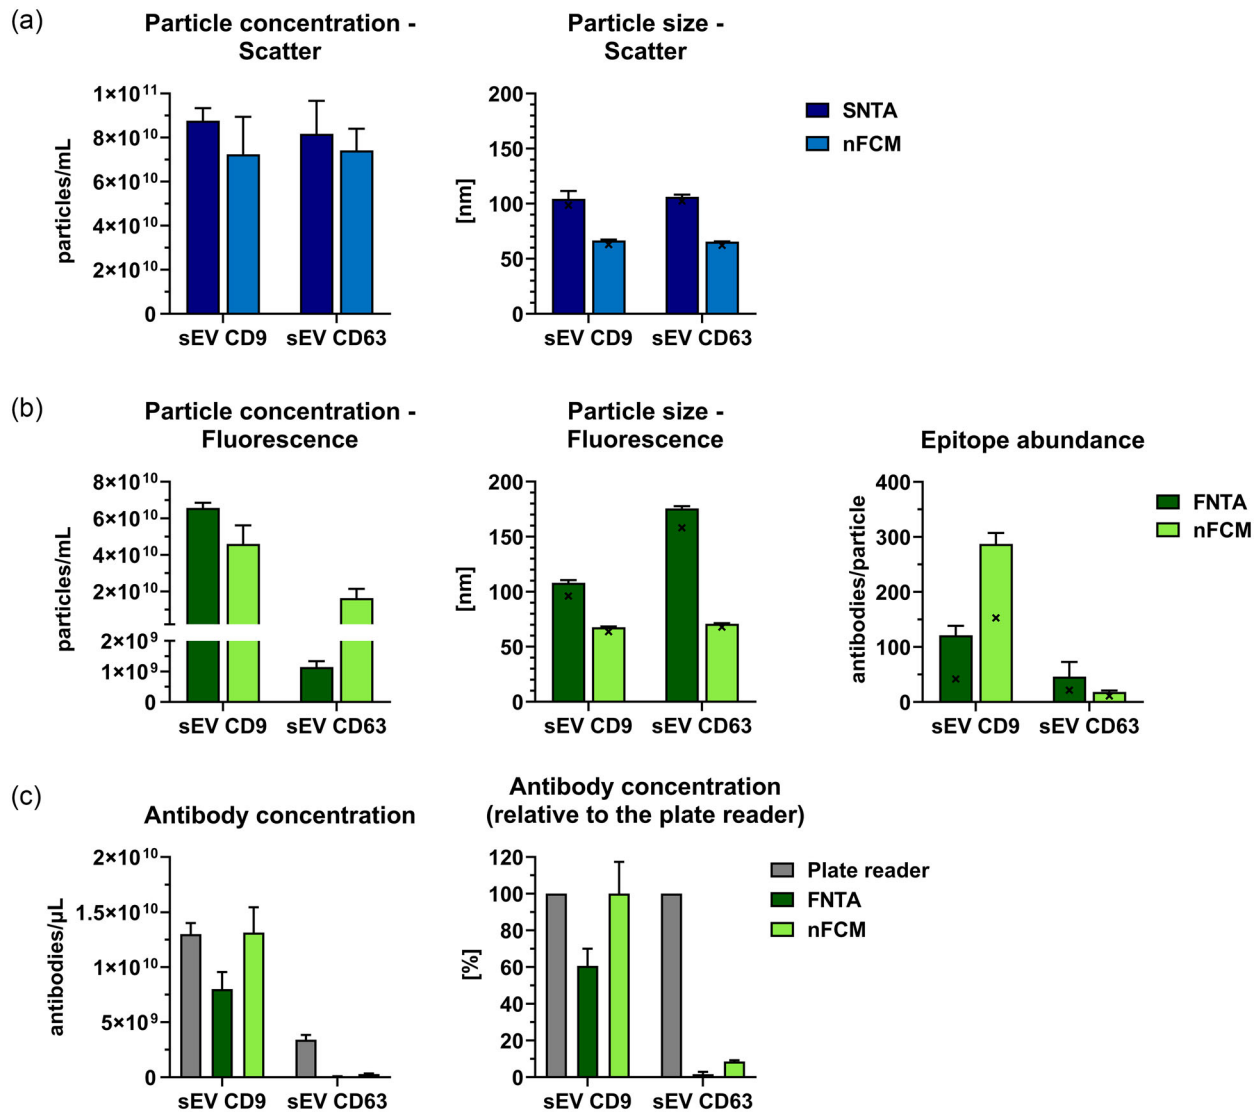 (a)
Particle concentration -
Scatter
1×10¹¹
8×10¹⁰
6×10¹⁰
4×10¹⁰
2×10¹⁰
0
particles/mL
sEV CD9
sEV CD63
Particle size -
Scatter
200
150
100
50
0
[nm]
sEV CD9
sEV CD63
SNTA
nFCM
(b)
Particle concentration -
Fluorescence
8×10¹⁰
6×10¹⁰
4×10¹⁰
2×10¹⁰
2×10⁹
1×10⁹
0
particles/mL
sEV CD9
sEV CD63
Particle size -
Fluorescence
200
150
100
50
0
[nm]
sEV CD9
sEV CD63
Epitope abundance
400
300
200
100
0
antibodies/particle
sEV CD9
sEV CD63
FNTA
nFCM
(c)
Antibody concentration
2×10¹⁰
1.5×10¹⁰
1×10¹⁰
5×10⁹
0
antibodies/µL
sEV CD9
sEV CD63
Antibody concentration
(relative to the plate reader)
120
100
80
60
40
20
0
[%]
sEV CD9
sEV CD63
Plate reader
FNTA
nFCM